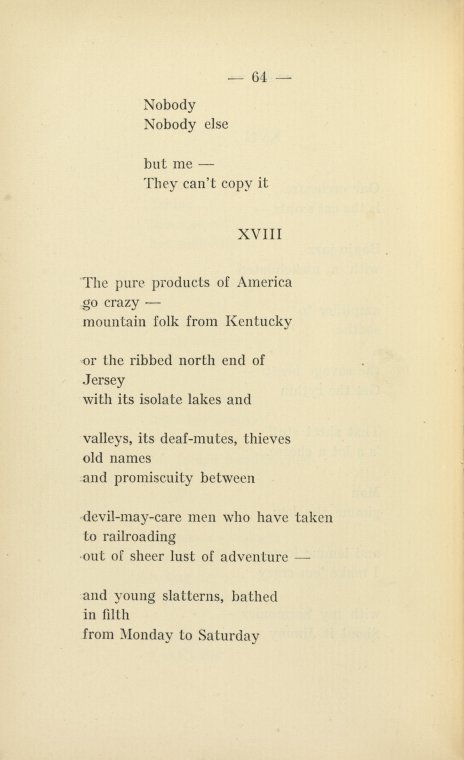 — 64 —
Nobody
Nobody else
but me —
They can't copy it
XVIII
The pure products of America
go crazy —
mountain folk from Kentucky
or the ribbed north end of
Jersey
with its isolate lakes and
valleys, its deaf-mutes, thieves
old names
and promiscuity between
devil-may-care men who have taken
to railroading
out of sheer lust of adventure —
and young slatterns, bathed
in filth
from Monday to Saturday